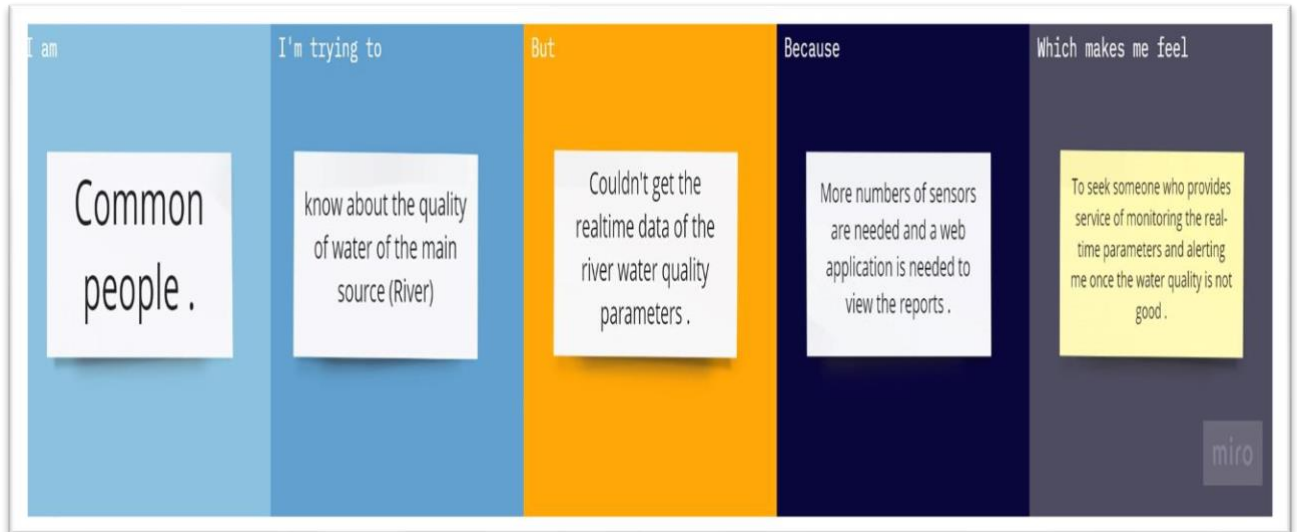 I am
Common
people .
I'm trying to
know about the quality
of water of the main
source (River)
But
Couldn't get the
realtime data of the
river water quality
parameters .
Because
More numbers of sensors
are needed and a web
application is needed to
view the reports .
Which makes me feel
To seek someone who provides
service of monitoring the real-
time parameters and alerting
me once the water quality is not
good .
miro